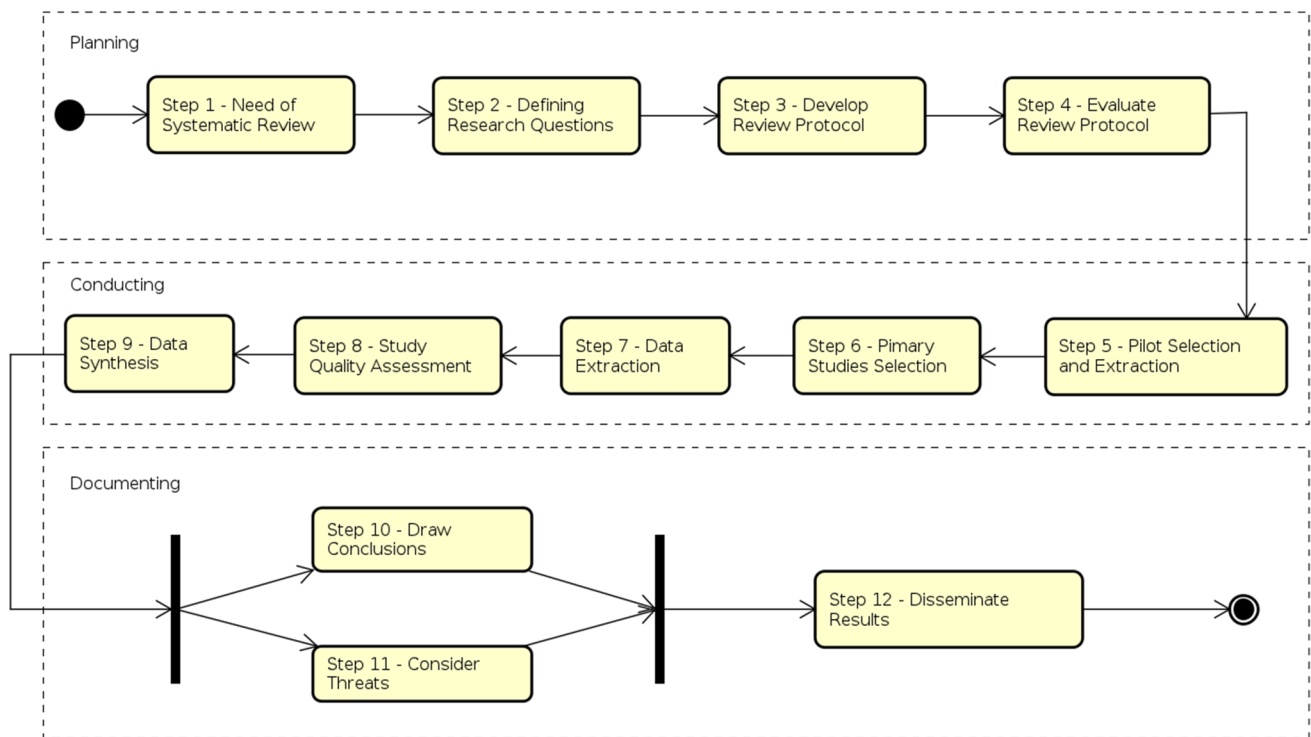 Planning
Step 1 - Need of
Systematic Review
Step 2 - Defining
Research Questions
Step 3 - Develop
Review Protocol
Step 4 - Evaluate
Review Protocol
Conducting
Step 9 - Data
Synthesis
Step 8 - Study
Quality Assessment
Step 7 - Data
Extraction
Step 6 - Pimary
Studies Selection
Step 5 - Pilot Selection
and Extraction
Documenting
Step 10 - Draw
Conclusions
Step 11 - Consider
Threats
Step 12 - Disseminate
Results